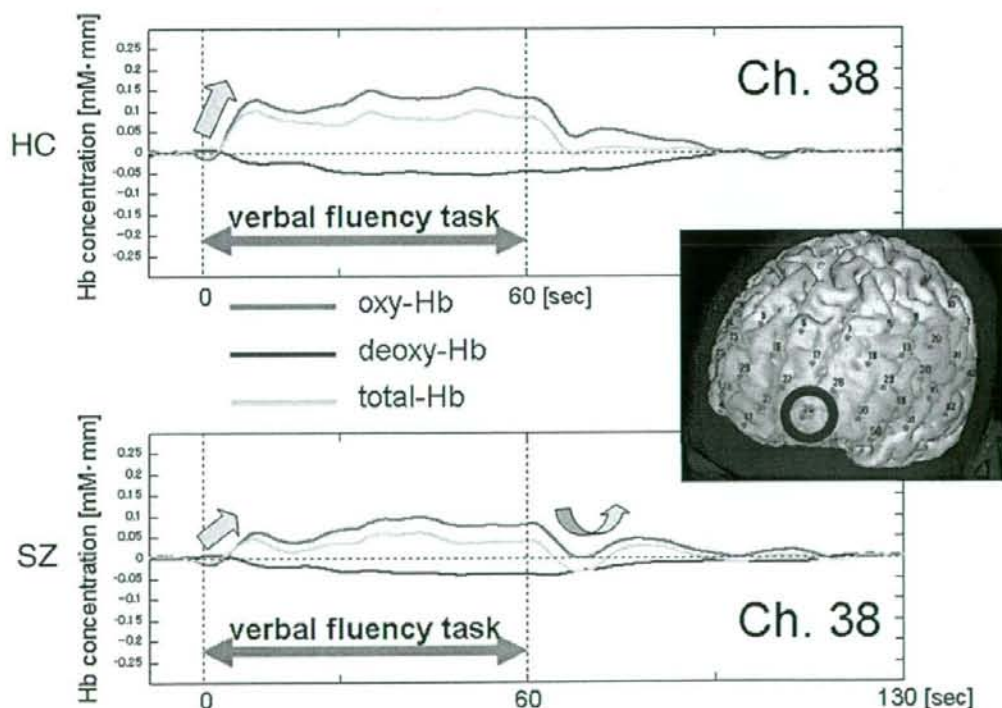 Hb concentration [mM·mm]
HC
0.25
0.2
0.15
0.1
0.05
0
-0.05
-0.1
-0.15
-0.2
-0.25
Ch. 38
verbal fluency task
0
60 [sec]
oxy-Hb
deoxy-Hb
total-Hb
Hb concentration [mM·mm]
SZ
0.25
0.2
0.15
0.1
0.05
0
-0.05
-0.1
-0.15
-0.2
-0.25
verbal fluency task
Ch. 38
0
60
130 [sec]